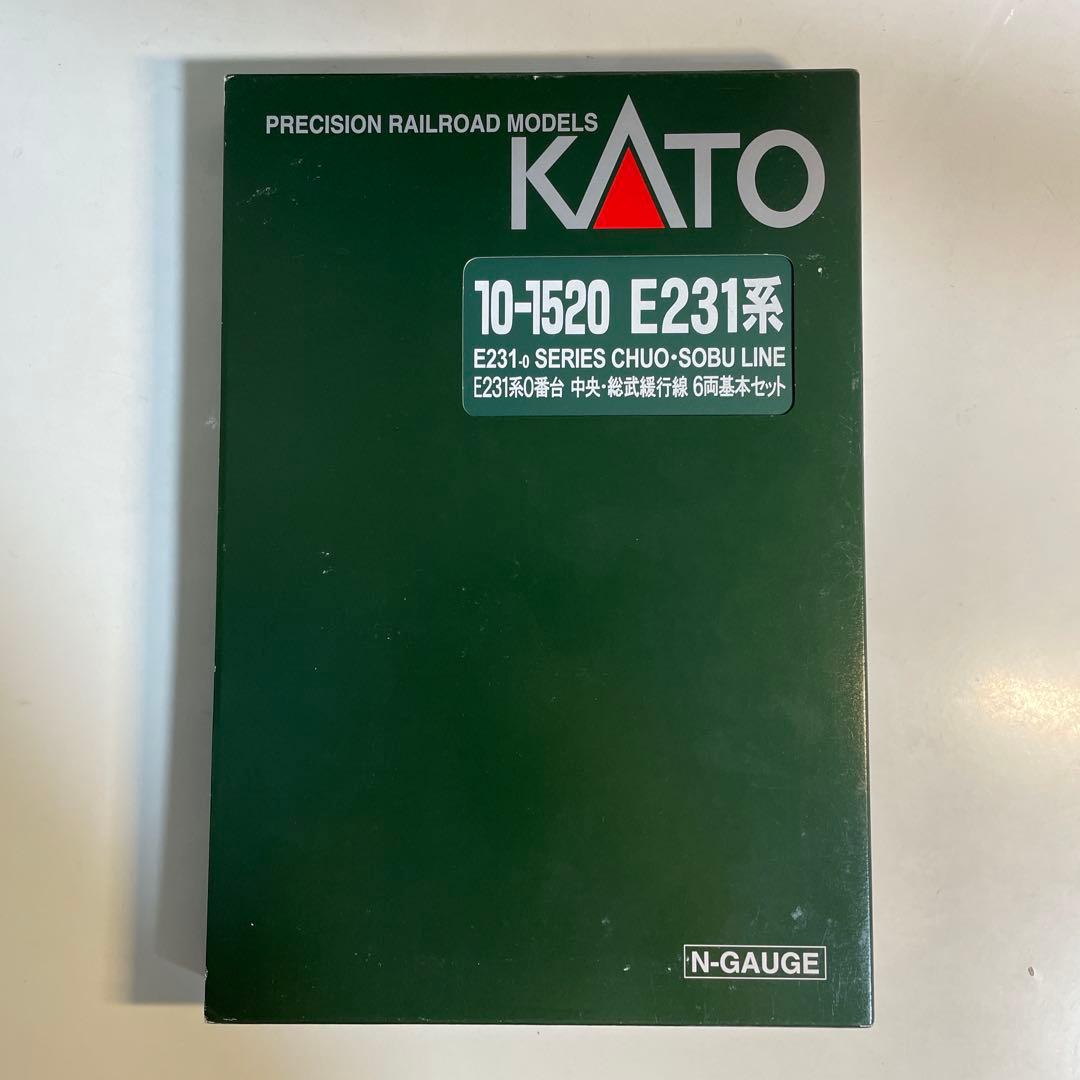 PRECISION RAILROAD MODELS
KATO
10-1520 E231系
E231-0 SERIES CHUO・SOBU LINE
E231系0番台 中央・総武緩行線 6両基本セット
N-GAUGE